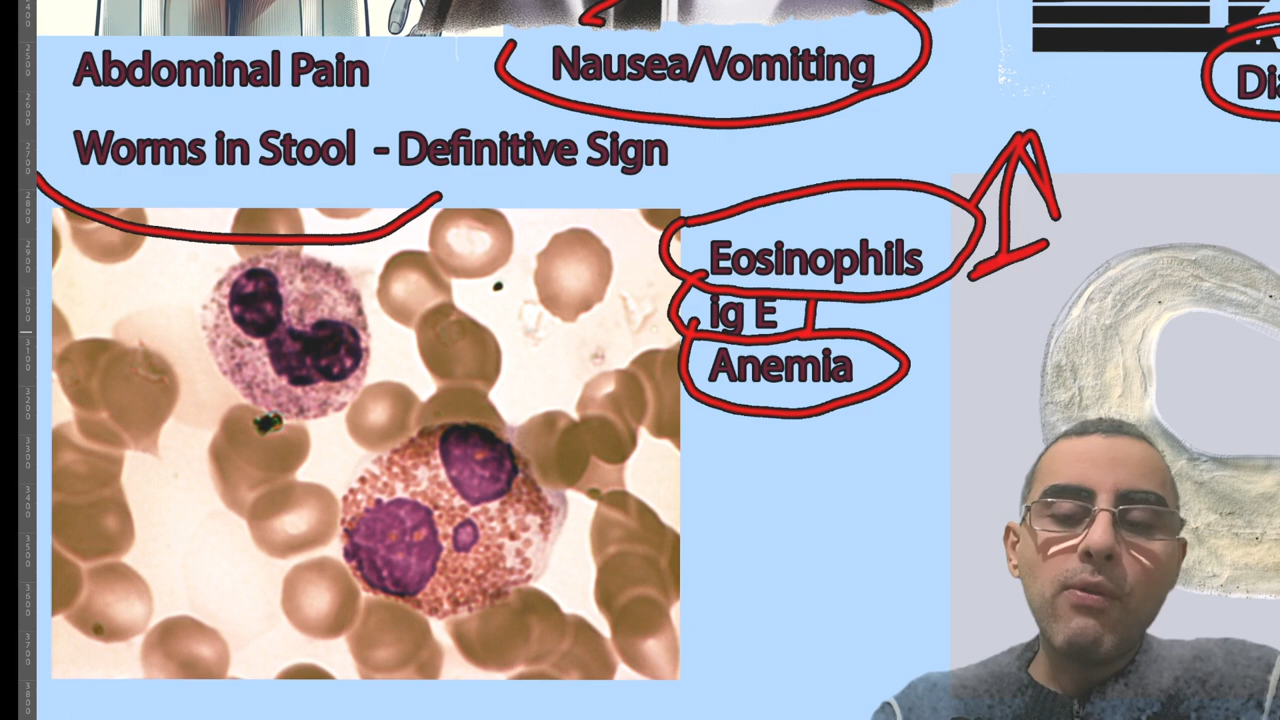 Abdominal Pain
Nausea/Vomiting
Worms in Stool - Definitive Sign
Eosinophils
ig E
Anemia